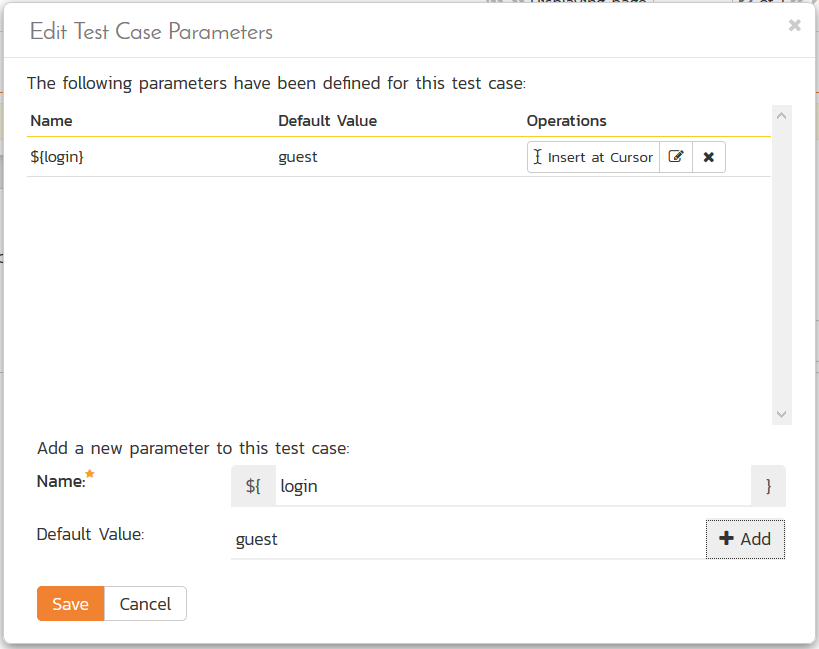 Edit Test Case Parameters
The following parameters have been defined for this test case:
Name Default Value Operations
${login} guest Insert at Cursor
Add a new parameter to this test case:
Name:
${ login }
Default Value: guest Add
Save Cancel